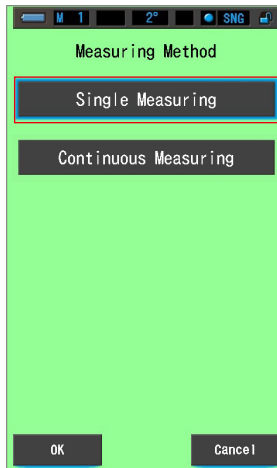 M 1 2° SNG
Measuring Method
Single Measuring
Continuous Measuring
OK Cancel